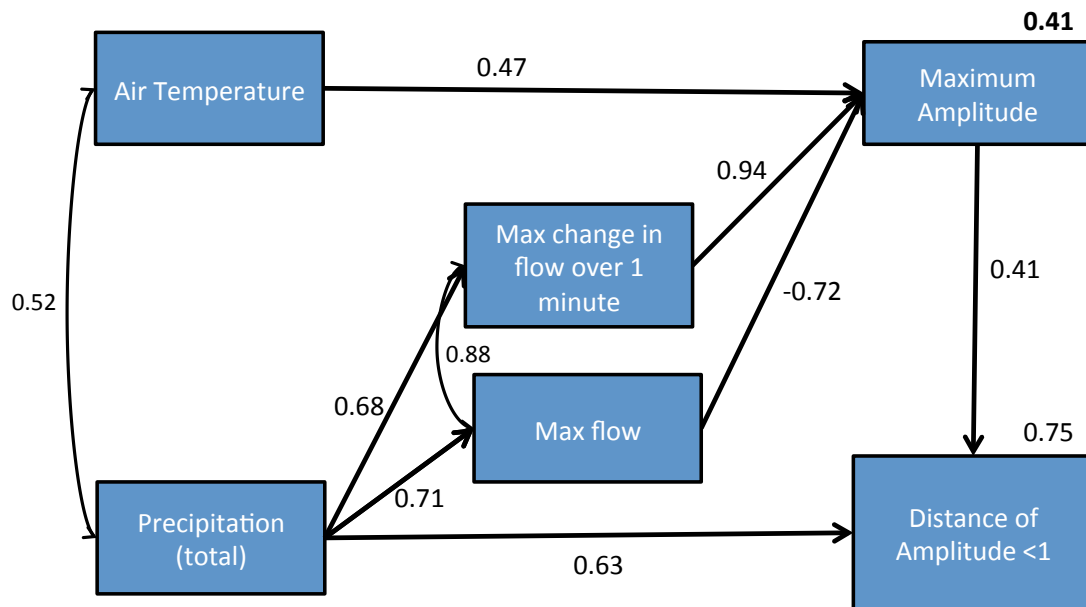 0.41
Air Temperature
0.47
Maximum
Amplitude
0.94
Max change in
flow over 1
minute
0.41
-0.72
0.52
0.88
0.68
Max flow
0.75
0.71
Precipitation
(total)
Distance of
Amplitude <1
0.63